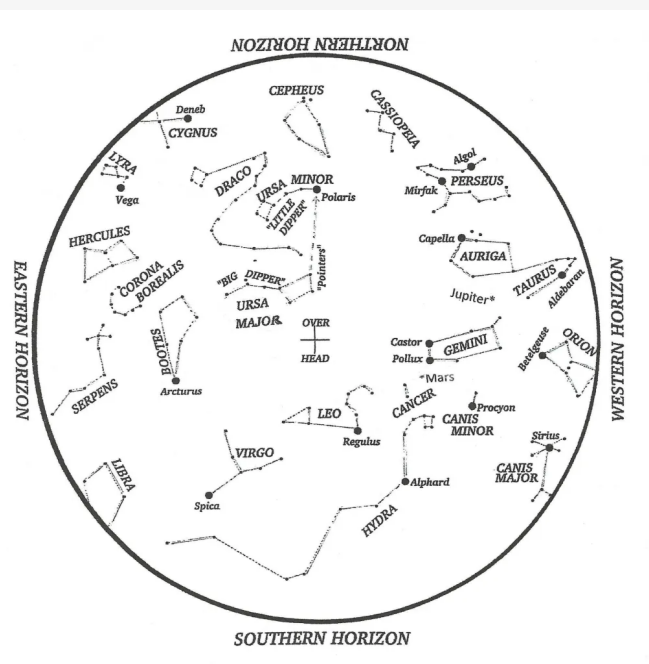 NORTHERN HORIZON
CEPHEUS
CASSIOPEIA
Deneb
CYGNUS
LYRA
Vega
DRACO
URSA MINOR
"LITTLE
DIPPER"
Polaris
Algol
Mirfak
PERSEUS
HERCULES
Capella
AURIGA
TAURUS
Aldebaran
CORONA
BOREALIS
"BIG DIPPER"
URSA
MAJOR
"Pointers"
Jupiter*
EASTERN HORIZON
WESTERN HORIZON
OVER
HEAD
BOOTES
Arcturus
SERPENS
Castor
Pollux
GEMINI
Betelgeuse
ORION
*Mars
CANCER
LEO
Regulus
Procyon
CANIS
MINOR
Sirius
CANIS
MAJOR
VIRGO
Spica
LIBRA
Alphard
HYDRA
SOUTHERN HORIZON